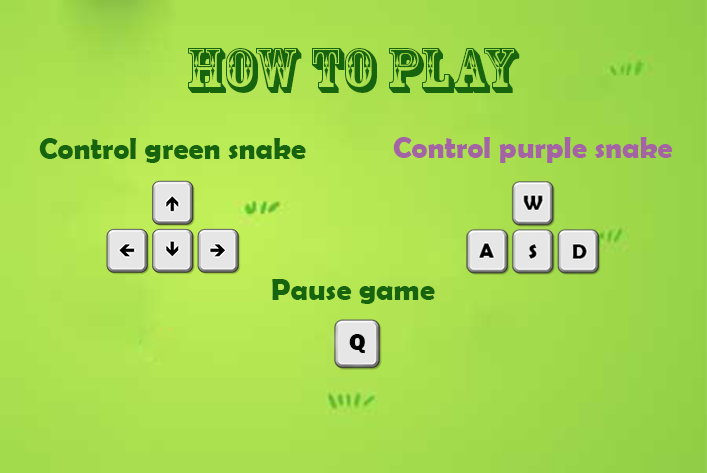 HOW TO PLAY
Control green snake
Control purple snake
↑
← ↓ →
W
A S D
Pause game
Q